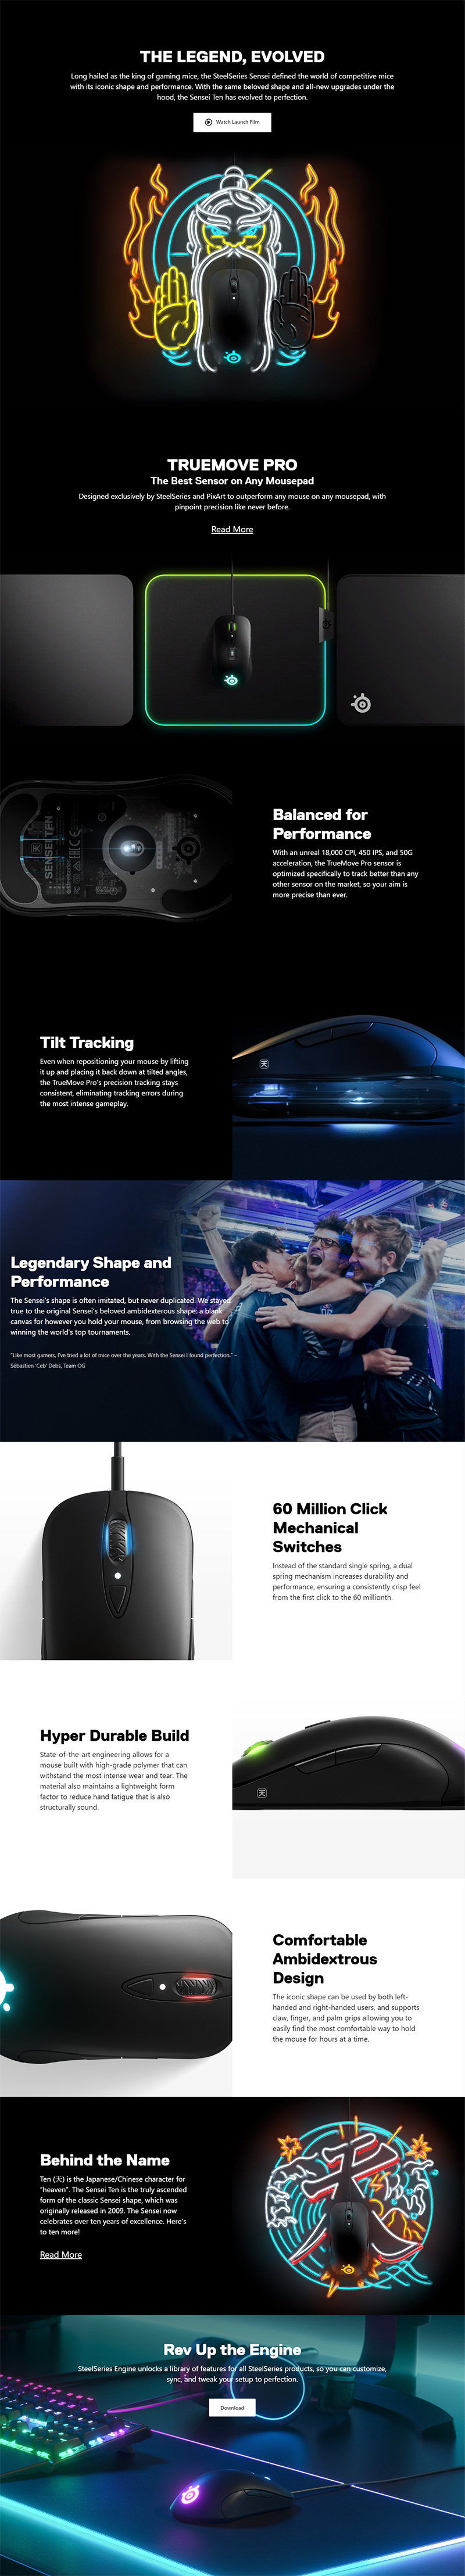 THE LEGEND, EVOLVED
Long hailed as the king of gaming mice, the SteelSeries Sensei defined the world of competitive mice
with its iconic shape and performance. With the same beloved shape and all-new upgrades under the
hood, the Sensei Ten has evolved to perfection.
Watch Launch Film
TRUEMOVE PRO
The Best Sensor on Any Mousepad
Designed exclusively by SteelSeries and PixArt to outperform any mouse on any mousepad, with
pinpoint precision like never before.
Read More
SENSEI TEN
Balanced for
Performance
With an unreal 18,000 CPI, 450 IPS, and 50G
acceleration, the TrueMove Pro sensor is
optimized specifically to track better than any
other sensor on the market, so your aim is
more precise than ever.
Tilt Tracking
Even when repositioning your mouse by lifting
it up and placing it back down at tilted angles,
the TrueMove Pro's precision tracking stays
consistent, eliminating tracking errors during
the most intense gameplay.
天
Legendary Shape and
Performance
The Sensei's shape is often imitated, but never duplicated. We stayed
true to the original Sensei's beloved ambidexterous shape: a blank
canvas for however you hold your mouse, from browsing the web to
winning the world's top tournaments.
"Like most gamers, I've tried a lot of mice over the years. With the Sensei I found perfection." –
Sébastien 'Ceb' Debs, Team OG
60 Million Click
Mechanical
Switches
Instead of the standard single spring, a dual
spring mechanism increases durability and
performance, ensuring a consistently crisp feel
from the first click to the 60 millionth.
Hyper Durable Build
State-of-the-art engineering allows for a
mouse built with high-grade polymer that can
withstand the most intense wear and tear. The
material also maintains a lightweight form
factor to reduce hand fatigue that is also
structurally sound.
天
Comfortable
Ambidextrous
Design
The iconic shape can be used by both left-
handed and right-handed users, and supports
claw, finger, and palm grips allowing you to
easily find the most comfortable way to hold
the mouse for hours at a time.
Behind the Name
Ten (天) is the Japanese/Chinese character for
"heaven". The Sensei Ten is the truly ascended
form of the classic Sensei shape, which was
originally released in 2009. The Sensei now
celebrates over ten years of excellence. Here's
to ten more!
Read More
天
Rev Up the Engine
SteelSeries Engine unlocks a library of features for all SteelSeries products, so you can customize,
sync, and tweak your setup to perfection.
Download